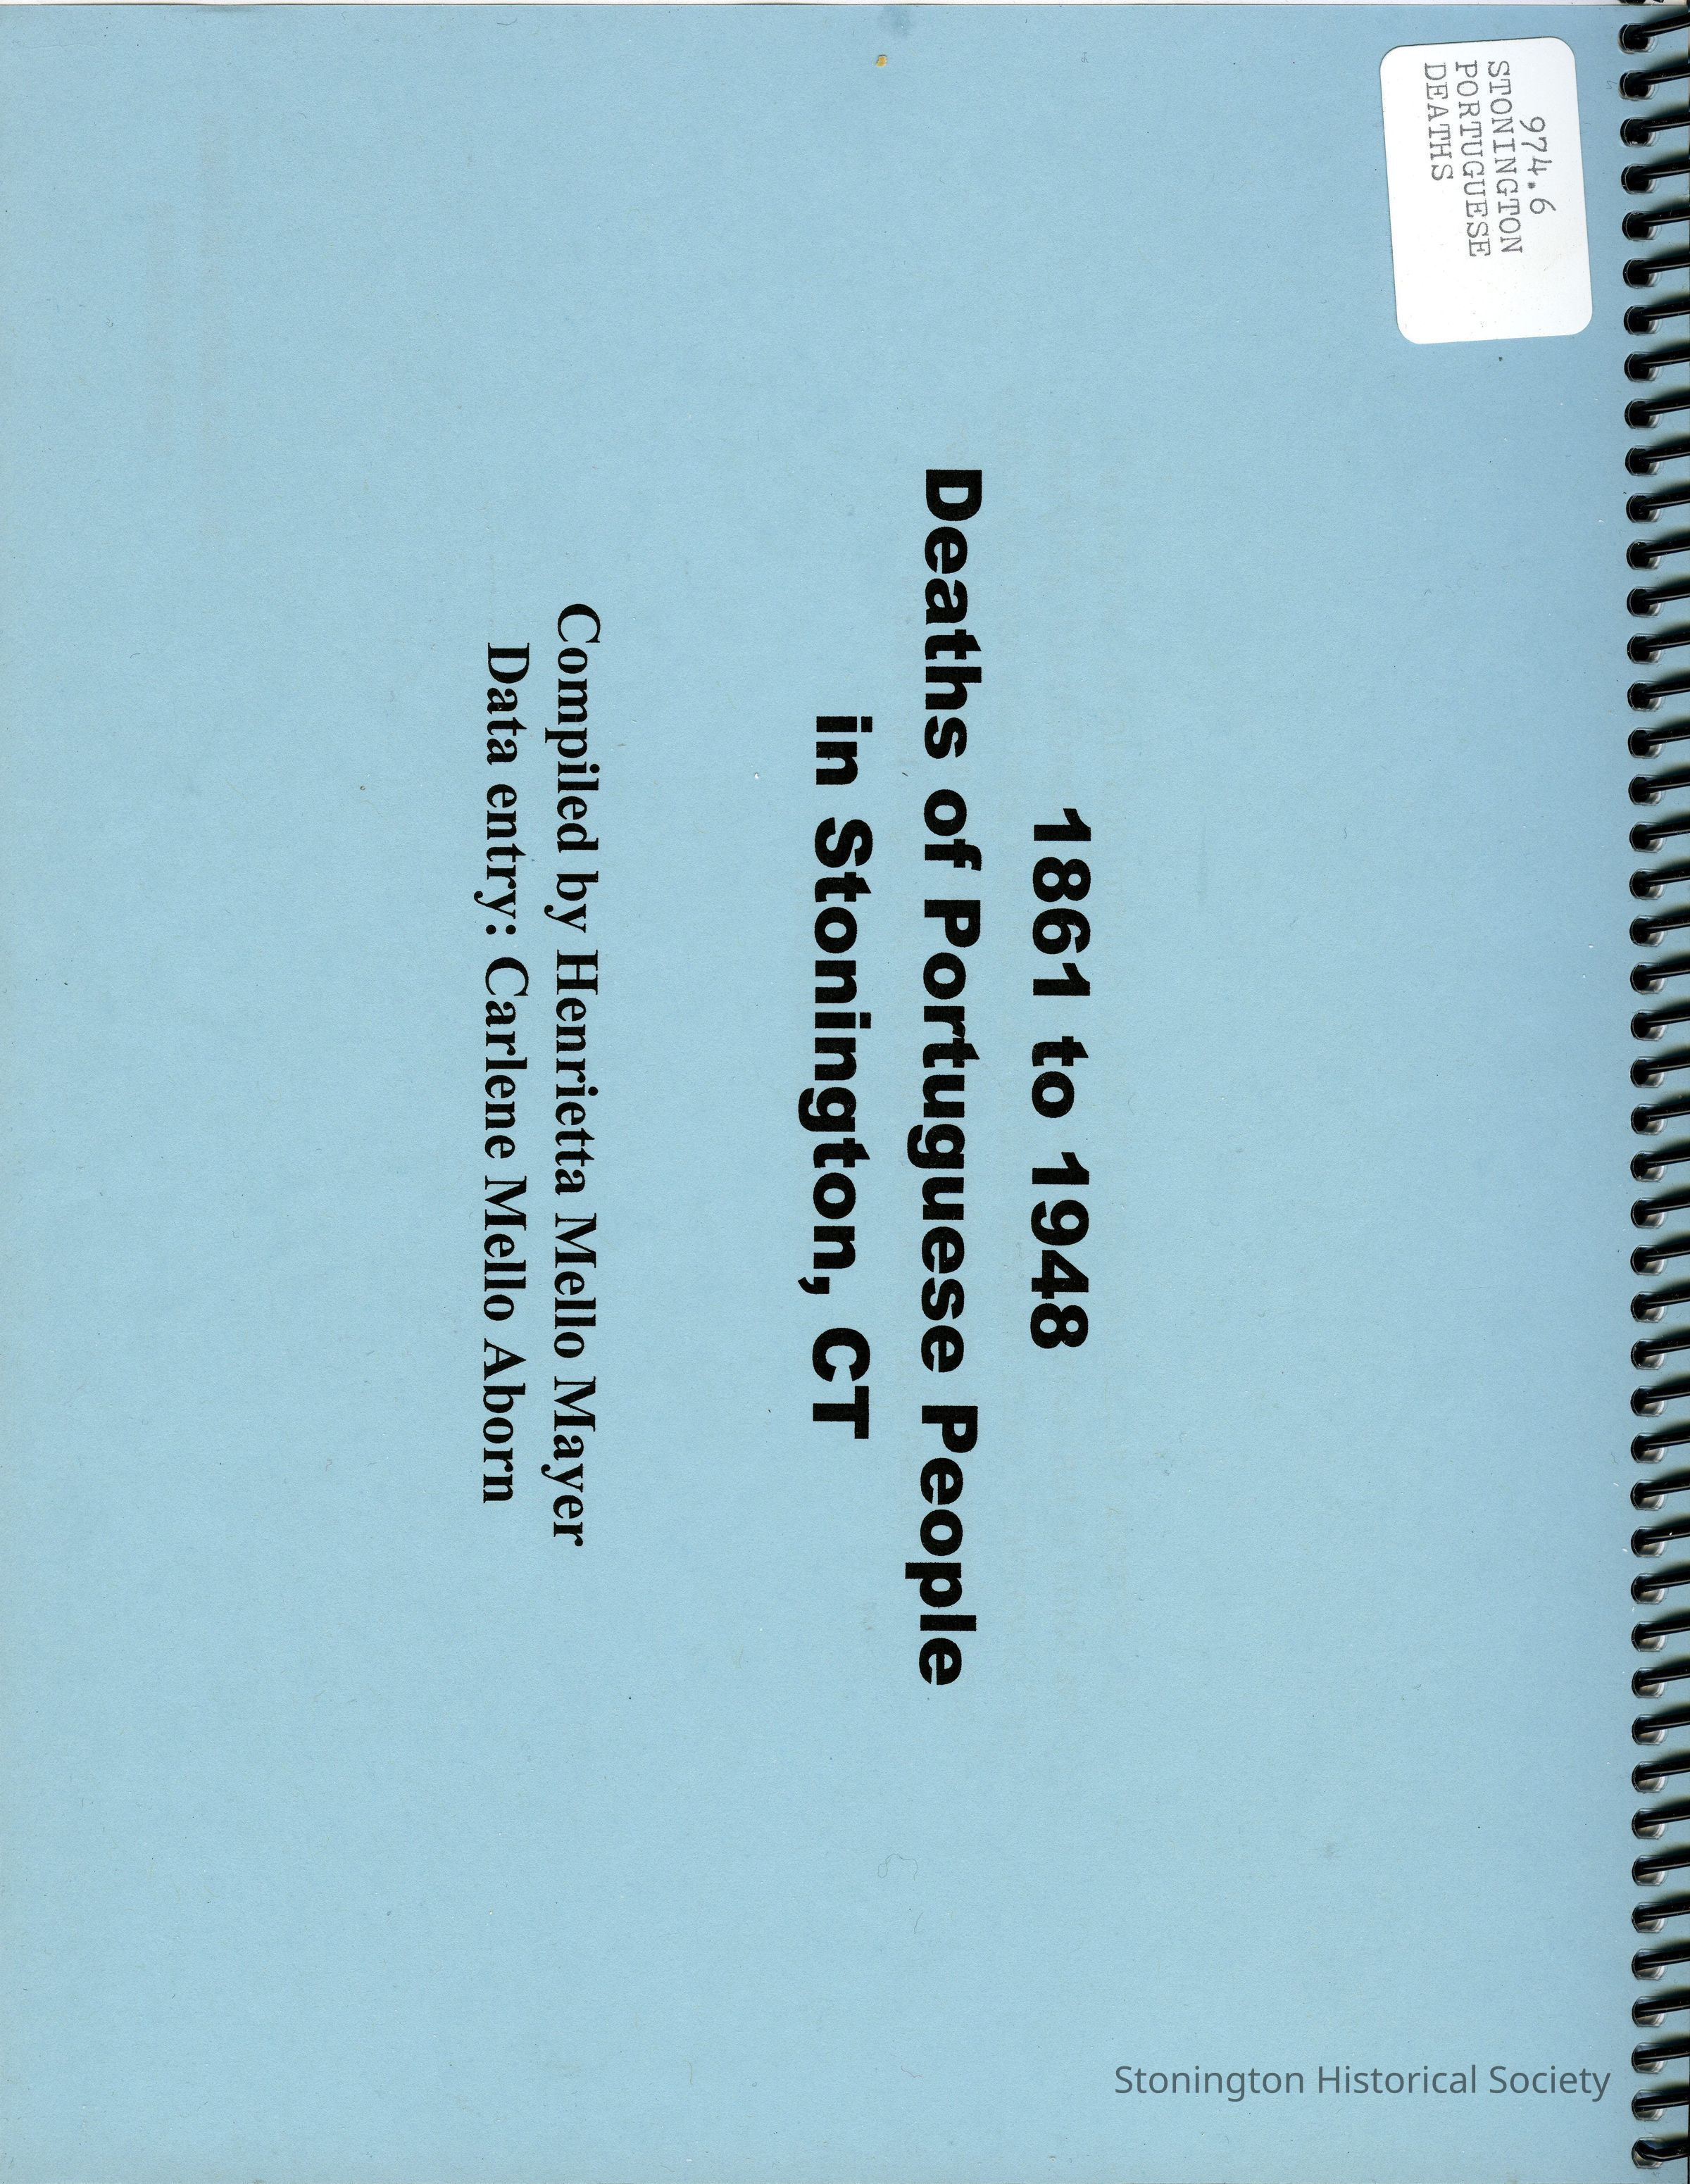 974.6
STONINGTON
PORTUGUESE
DEATHS
1861 to 1948
Deaths of Portuguese People
in Stonington, CT
Compiled by Henrietta Mello Mayer
Data entry: Carlene Mello Aborn
Stonington Historical Society